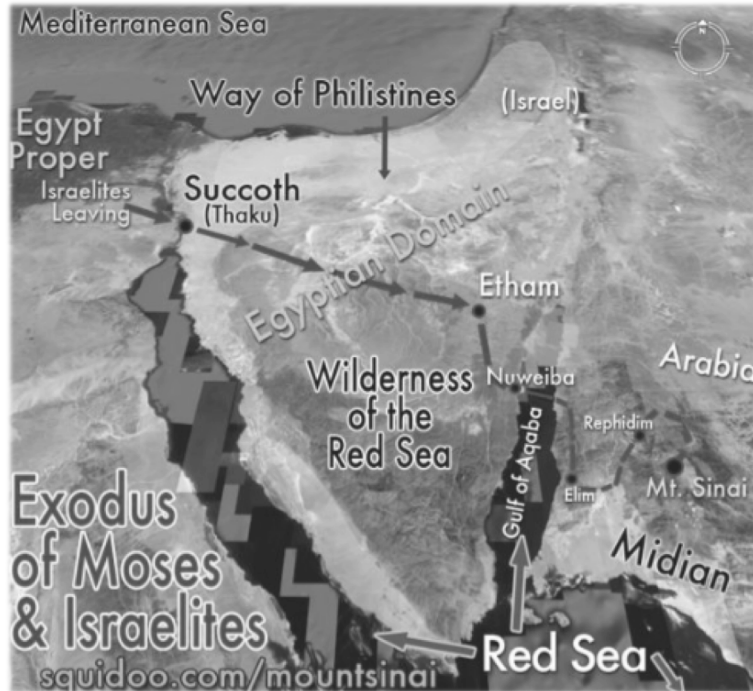 Mediterranean Sea
N
Way of Philistines
(Israel)
Egypt
Proper
Israelites
Leaving
Succoth
(Thaku)
Egyptian Domain
Etham
Wilderness
of the
Red Sea
Nuweiba
Arabia
Gulf of Aqaba
Rephidim
Elim
Mt. Sinai
Exodus
of Moses
& Israelites
Midian
Red Sea
squidoo.com/mountsinai